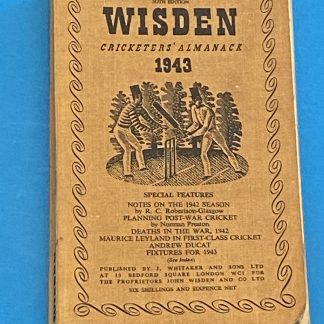 80TH EDITION
WISDEN
CRICKETERS' ALMANACK
1943
SPECIAL FEATURES
NOTES ON THE 1942 SEASON
by R. C. Robertson-Glasgow
PLANNING POST-WAR CRICKET
by Norman Preston
DEATHS IN THE WAR, 1942
MAURICE LEYLAND IN FIRST-CLASS CRICKET
ANDREW DUCAT
FIXTURES FOR 1943
(See Index)
PUBLISHED BY J. WHITAKER AND SONS LTD
AT 13 BEDFORD SQUARE LONDON WC1 FOR
THE PROPRIETORS JOHN WISDEN AND CO LTD
SIX SHILLINGS AND SIXPENCE NET